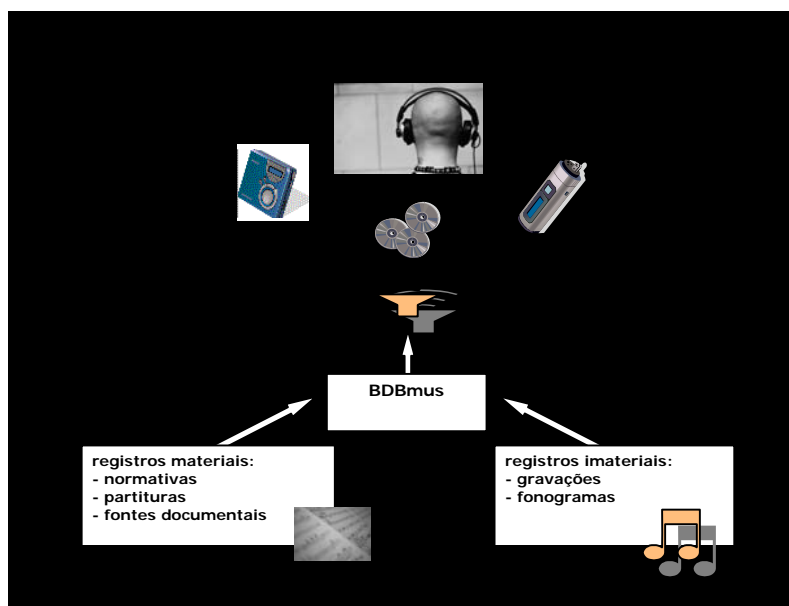 BDBmus
registros materiais:
- normativas
- partituras
- fontes documentais
registros imateriais:
- gravações
- fonogramas